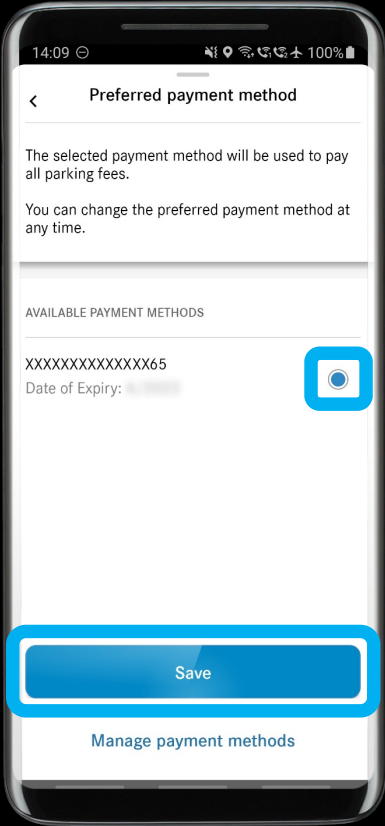 14:09 100%
Preferred payment method
The selected payment method will be used to pay
all parking fees.
You can change the preferred payment method at
any time.
AVAILABLE PAYMENT METHODS
XXXXXXXXXXXXXX65
Date of Expiry:
Save
Manage payment methods